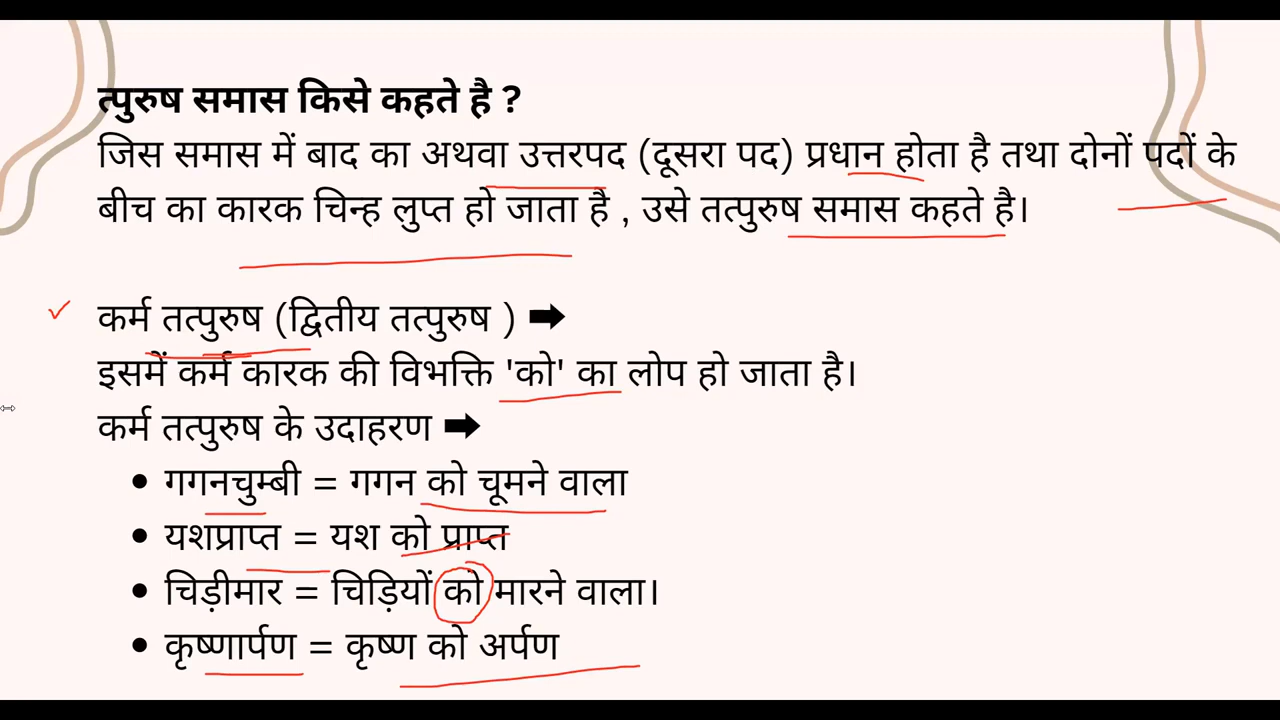 त्पुरुष समास किसे कहते है ?
जिस समास में बाद का अथवा उत्तरपद (दूसरा पद) प्रधान होता है तथा दोनों पदों के
बीच का कारक चिन्ह लुप्त हो जाता है , उसे तत्पुरुष समास कहते है।
कर्म तत्पुरुष (द्वितीय तत्पुरुष ) ➡
इसमें कर्म कारक की विभक्ति 'को' का लोप हो जाता है।
कर्म तत्पुरुष के उदाहरण ➡
• गगनचुम्बी = गगन को चूमने वाला
• यशप्राप्त = यश को प्राप्त
• चिड़ीमार = चिड़ियों को मारने वाला।
• कृष्णार्पण = कृष्ण को अर्पण